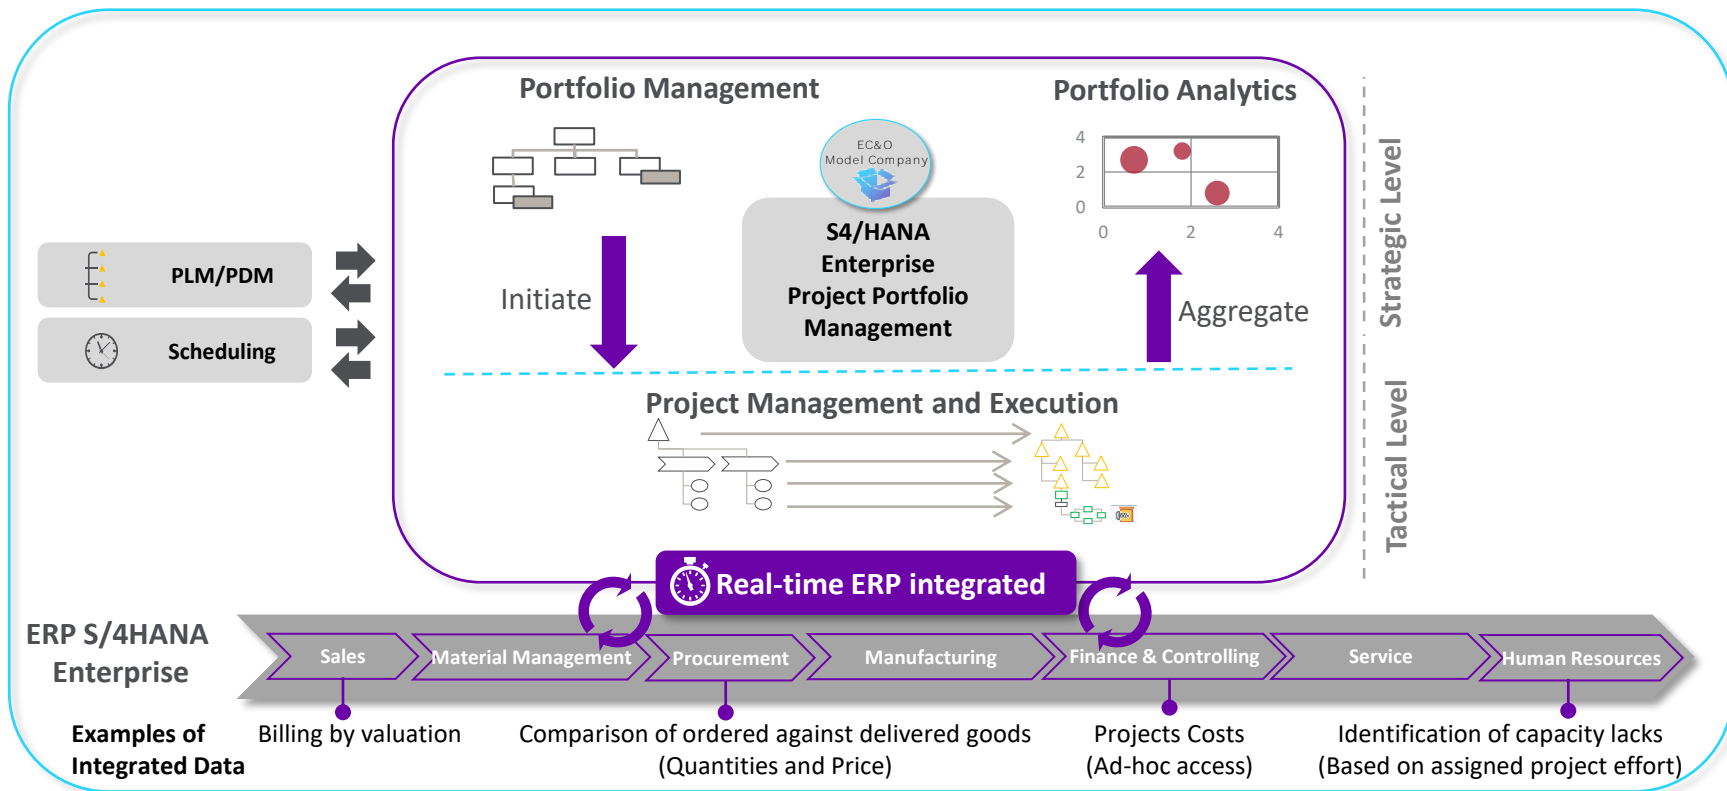 Portfolio Management
Portfolio Analytics
EC&O
Model Company
S4/HANA
Enterprise
Project Portfolio
Management
4
2
0
0
2
4
Strategic Level
PLM/PDM
Scheduling
Initiate
Aggregate
Project Management and Execution
Tactical Level
Real-time ERP integrated
ERP S/4HANA
Enterprise
Sales
Material Management
Procurement
Manufacturing
Finance & Controlling
Service
Human Resources
Examples of
Integrated Data
Billing by valuation
Comparison of ordered against delivered goods
(Quantities and Price)
Projects Costs
(Ad-hoc access)
Identification of capacity lacks
(Based on assigned project effort)